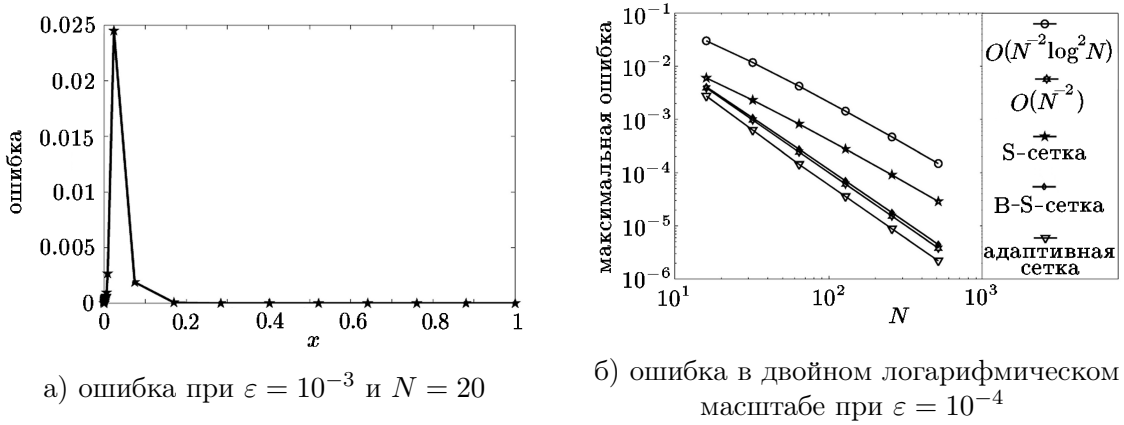 ошибка
0.025
0.02
0.015
0.01
0.005
0
0 0.2 0.4 0.6 0.8 1
x
а) ошибка при ε = 10⁻³ и N = 20
максимальная ошибка
10⁻¹
10⁻²
10⁻³
10⁻⁴
10⁻⁵
10⁻⁶
10¹ 10² 10³
N
O(N⁻²log²N)
O(N⁻²)
S-сетка
B-S-сетка
адаптивная
сетка
б) ошибка в двойном логарифмическом
масштабе при ε = 10⁻⁴